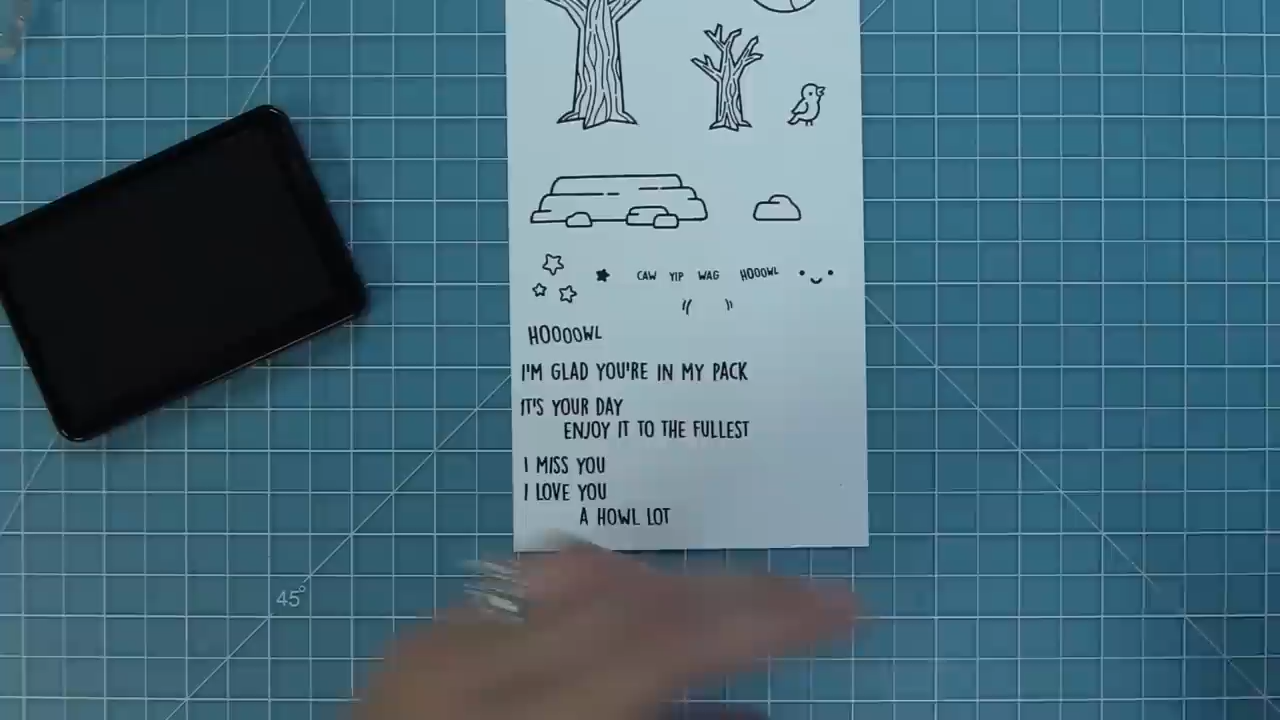 CAW YIP WAG HOOOWL
HOOOOWL
I'M GLAD YOU'RE IN MY PACK
IT'S YOUR DAY
ENJOY IT TO THE FULLEST
I MISS YOU
I LOVE YOU
A HOWL LOT
45°